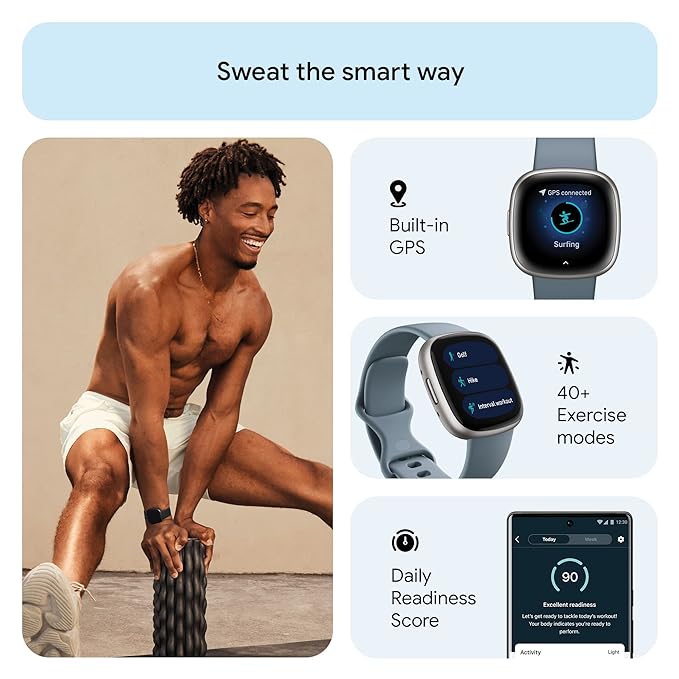 Sweat the smart way
Built-in
GPS
GPS connected
Surfing
Golf
Hike
Interval workout
40+
Exercise
modes
Daily
Readiness
Score
12:30
Today
Week
90
Excellent readiness
Let's get ready to tackle today's workout!
Your body indicates you're ready to
perform.
Activity
Light